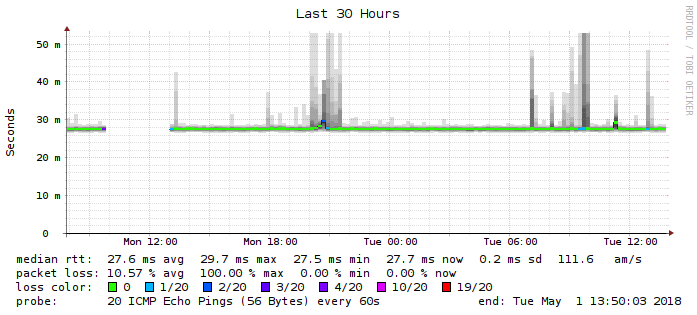 Last 30 Hours
RRDTOOL / TOBI OETIKER
Seconds
50 m
40 m
30 m
20 m
10 m
0
Mon 12:00 Mon 18:00 Tue 00:00 Tue 06:00 Tue 12:00
median rtt: 27.6 ms avg 29.7 ms max 27.5 ms min 27.7 ms now 0.2 ms sd 111.6 am/s
packet loss: 10.57 % avg 100.00 % max 0.00 % min 0.00 % now
loss color: 0 1/20 2/20 3/20 4/20 10/20 19/20
probe: 20 ICMP Echo Pings (56 Bytes) every 60s end: Tue May 1 13:50:03 2018